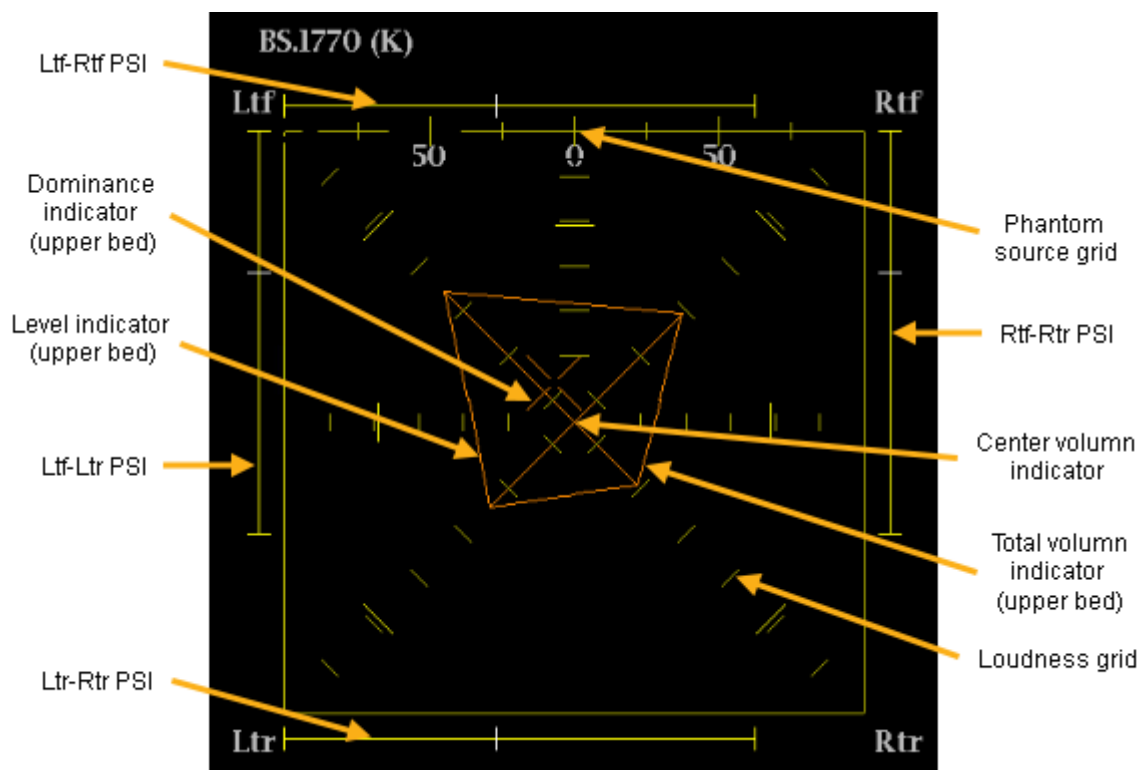 BS.1770 (K)
Ltf-Rtf PSI
Ltf
Rtf
50
0
50
Dominance
indicator
(upper bed)
Phantom
source grid
Level indicator
(upper bed)
Rtf-Rtr PSI
Ltf-Ltr PSI
Center volumn
indicator
Total volumn
indicator
(upper bed)
Loudness grid
Ltr-Rtr PSI
Ltr
Rtr